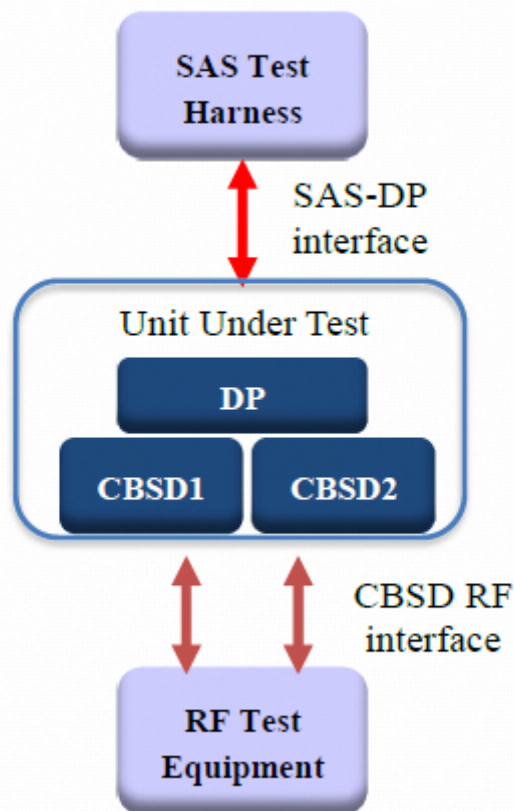 SAS Test
Harness
SAS-DP
interface
Unit Under Test
DP
CBSD1
CBSD2
CBSD RF
interface
RF Test
Equipment